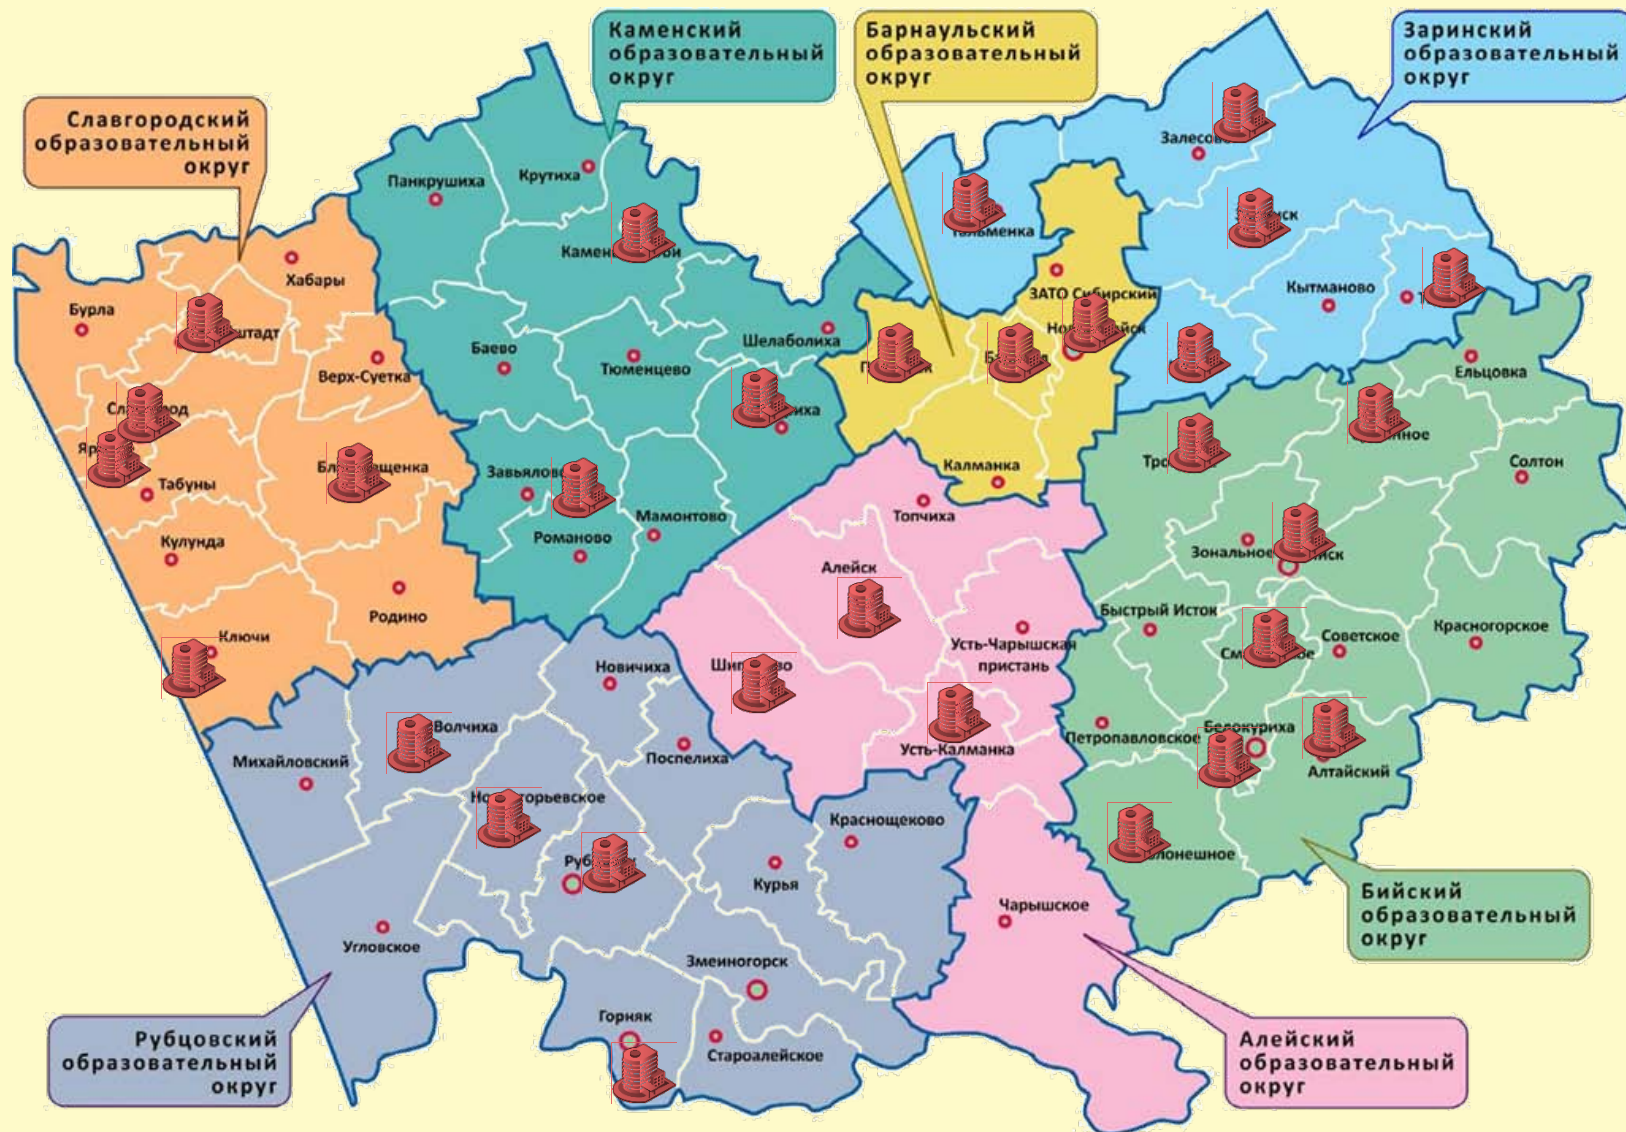 Каменский
образовательный
округ
Барнаульский
образовательный
округ
Заринский
образовательный
округ
Славгородский
образовательный
округ
Панкрушиха
Крутиха
Хабары
Бурла
Верх-Суетка
Баево
Тюменцево
Шелаболиха
ЗАТО Сибирский
Кытманово
Ельцовка
Табуны
Кулунда
Завьялово
Романово
Мамонтово
Калманка
Топчиха
Солтон
Зональное
Родино
Ключи
Алейск
Усть-Чарышская
пристань
Быстрый Исток
Советское
Красногорское
Новичиха
Волчиха
Михайловский
Поспелиха
Усть-Калманка
Петропавловское
Белокуриха
Алтайский
Краснощеково
Курья
Чарышское
Угловское
Змеиногорск
Горняк
Староалейское
Бийский
образовательный
округ
Рубцовский
образовательный
округ
Алейский
образовательный
округ